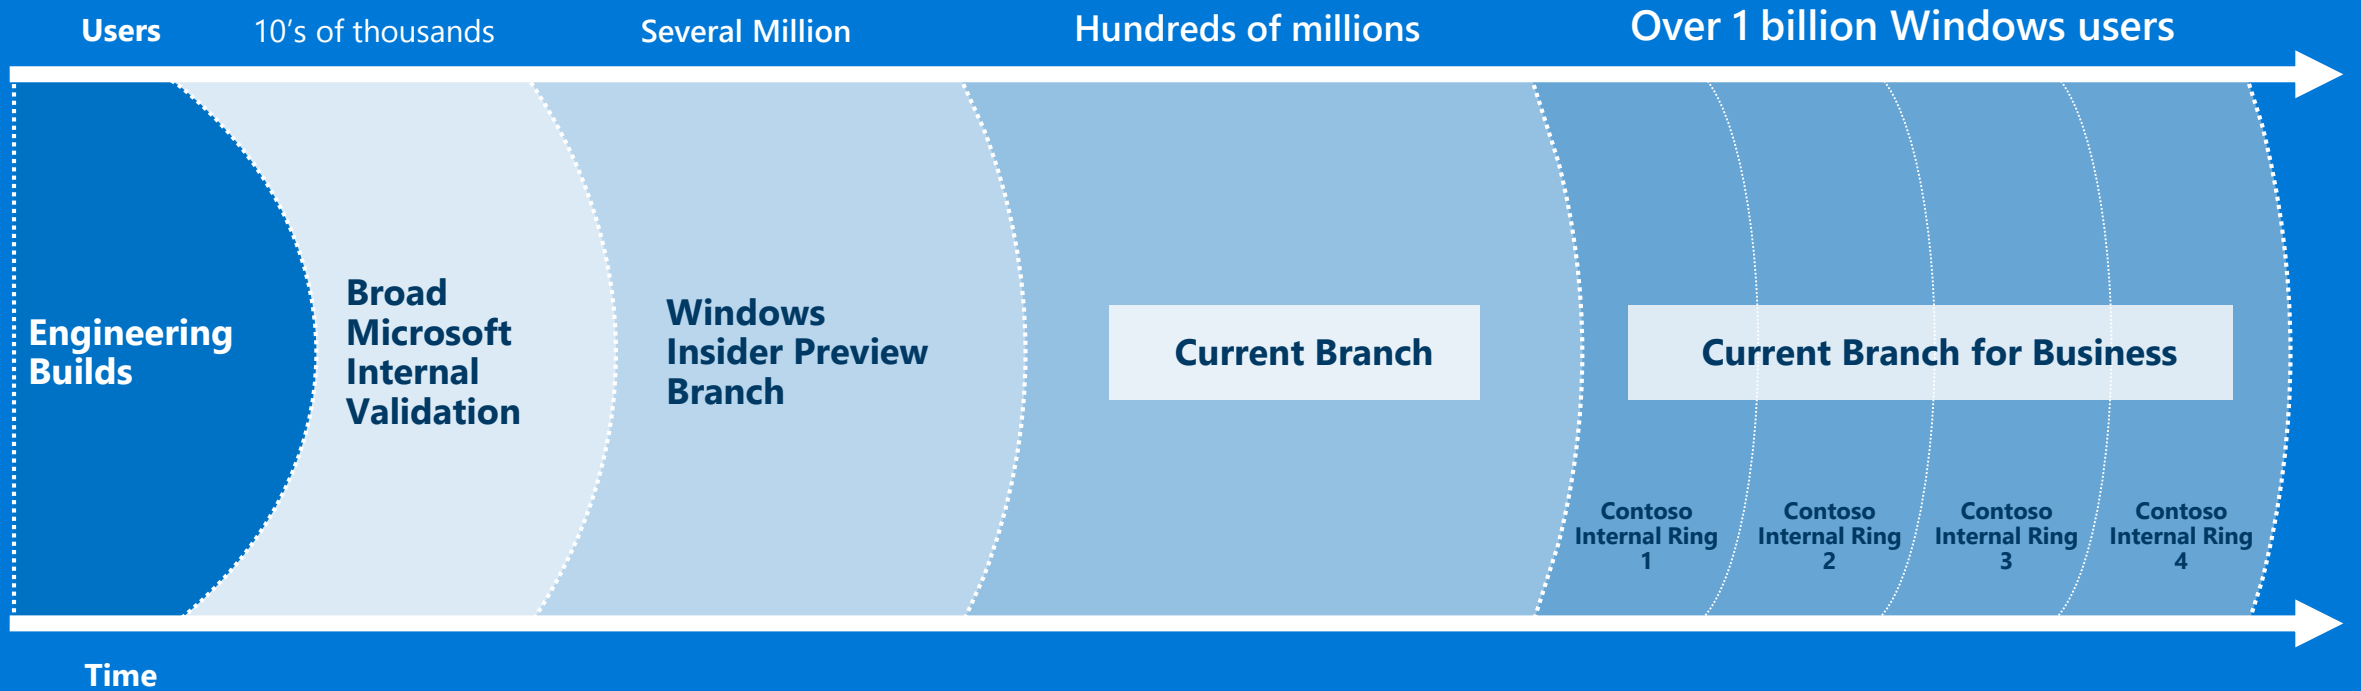 Users
10's of thousands
Several Million
Hundreds of millions
Over 1 billion Windows users
Engineering
Builds
Broad
Microsoft
Internal
Validation
Windows
Insider Preview
Branch
Current Branch
Current Branch for Business
Contoso
Internal Ring
1
Contoso
Internal Ring
2
Contoso
Internal Ring
3
Contoso
Internal Ring
4
Time